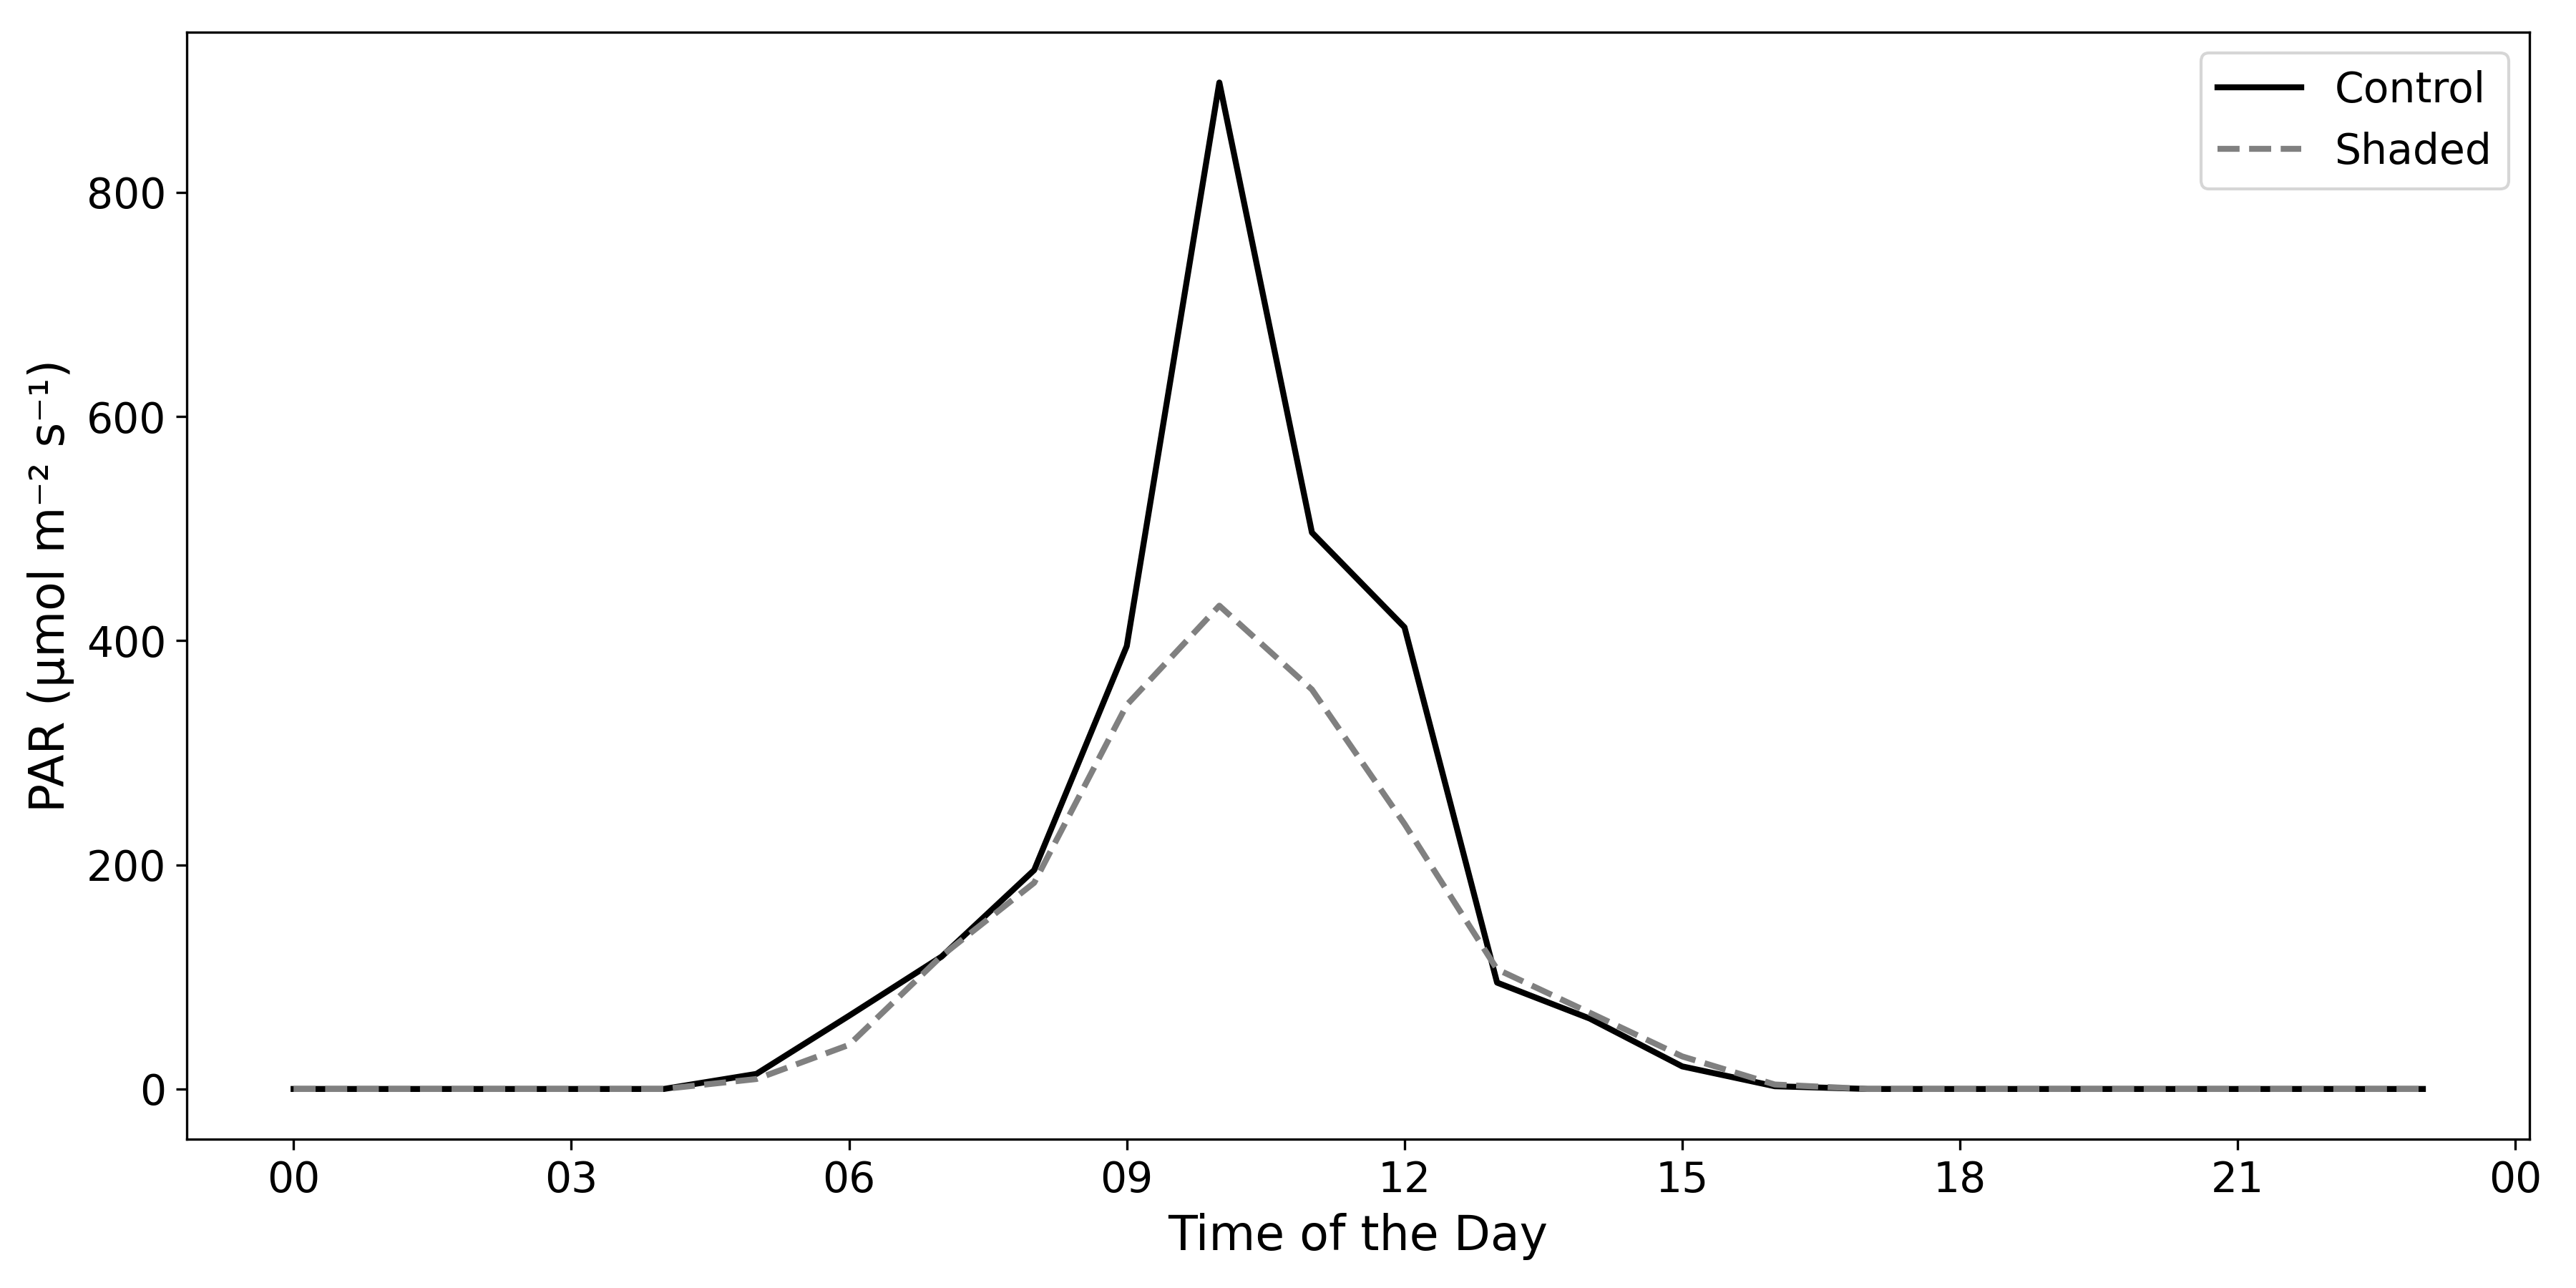 Control
Shaded
PAR (μmol m⁻² s⁻¹)
800
600
400
200
0
00 03 06 09 12 15 18 21 00
Time of the Day